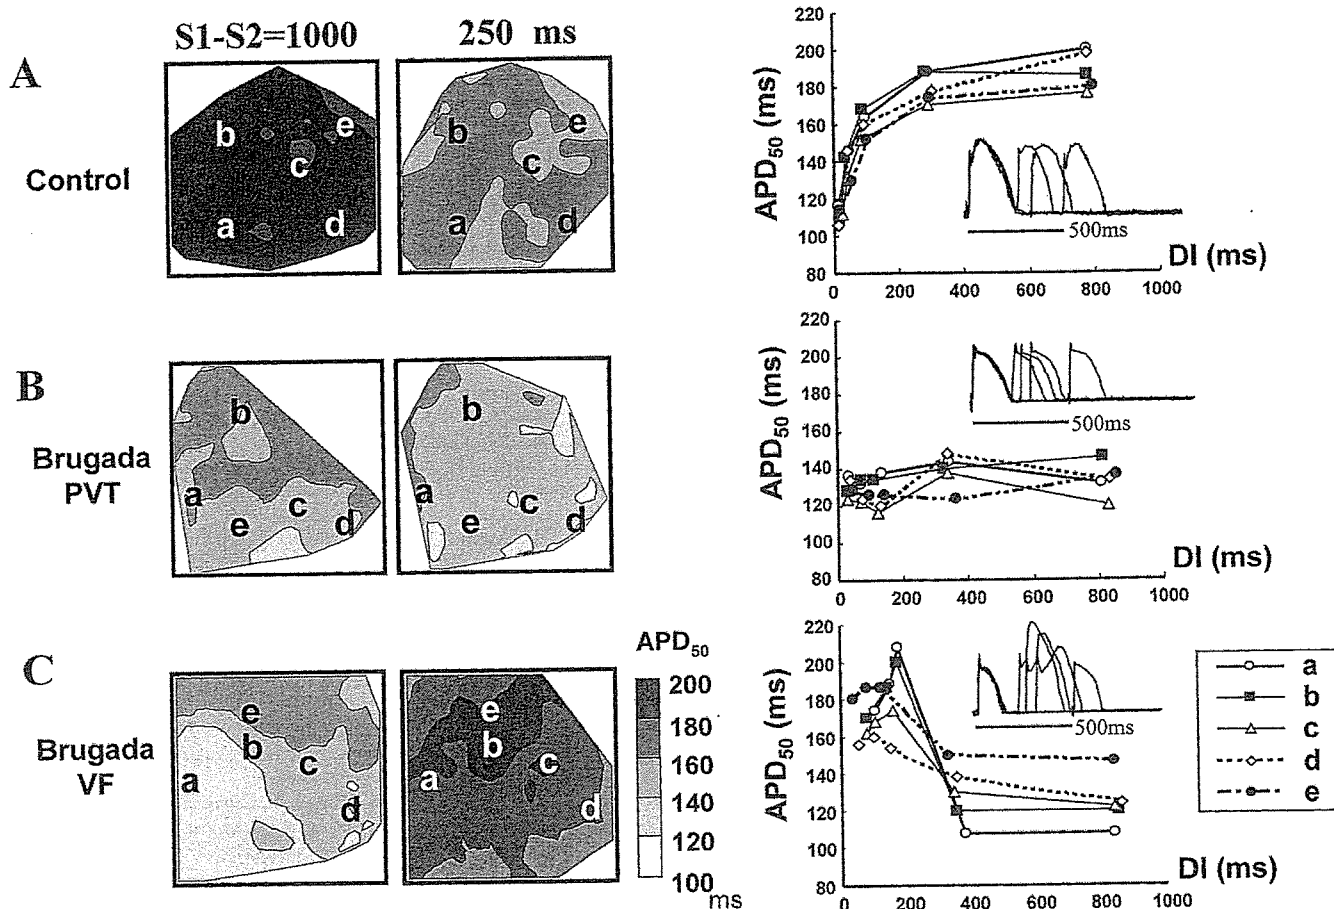 S1-S2=1000 250 ms
A
Control
b e c a d
b e c a d
APD50 (ms)
220
200
180
160
140
120
100
80
0 200 400 600 800 1000
500ms
DI (ms)
B
Brugada
PVT
b a c e d
b a c e d
APD50 (ms)
220
200
180
160
140
120
100
80
0 200 400 600 800 1000
500ms
DI (ms)
C
Brugada
VF
e b c a d
e b c a d
APD50
200
180
160
140
120
100
ms
APD50 (ms)
220
200
180
160
140
120
100
80
0 200 400 600 800 1000
500ms
DI (ms)
a
b
c
d
e